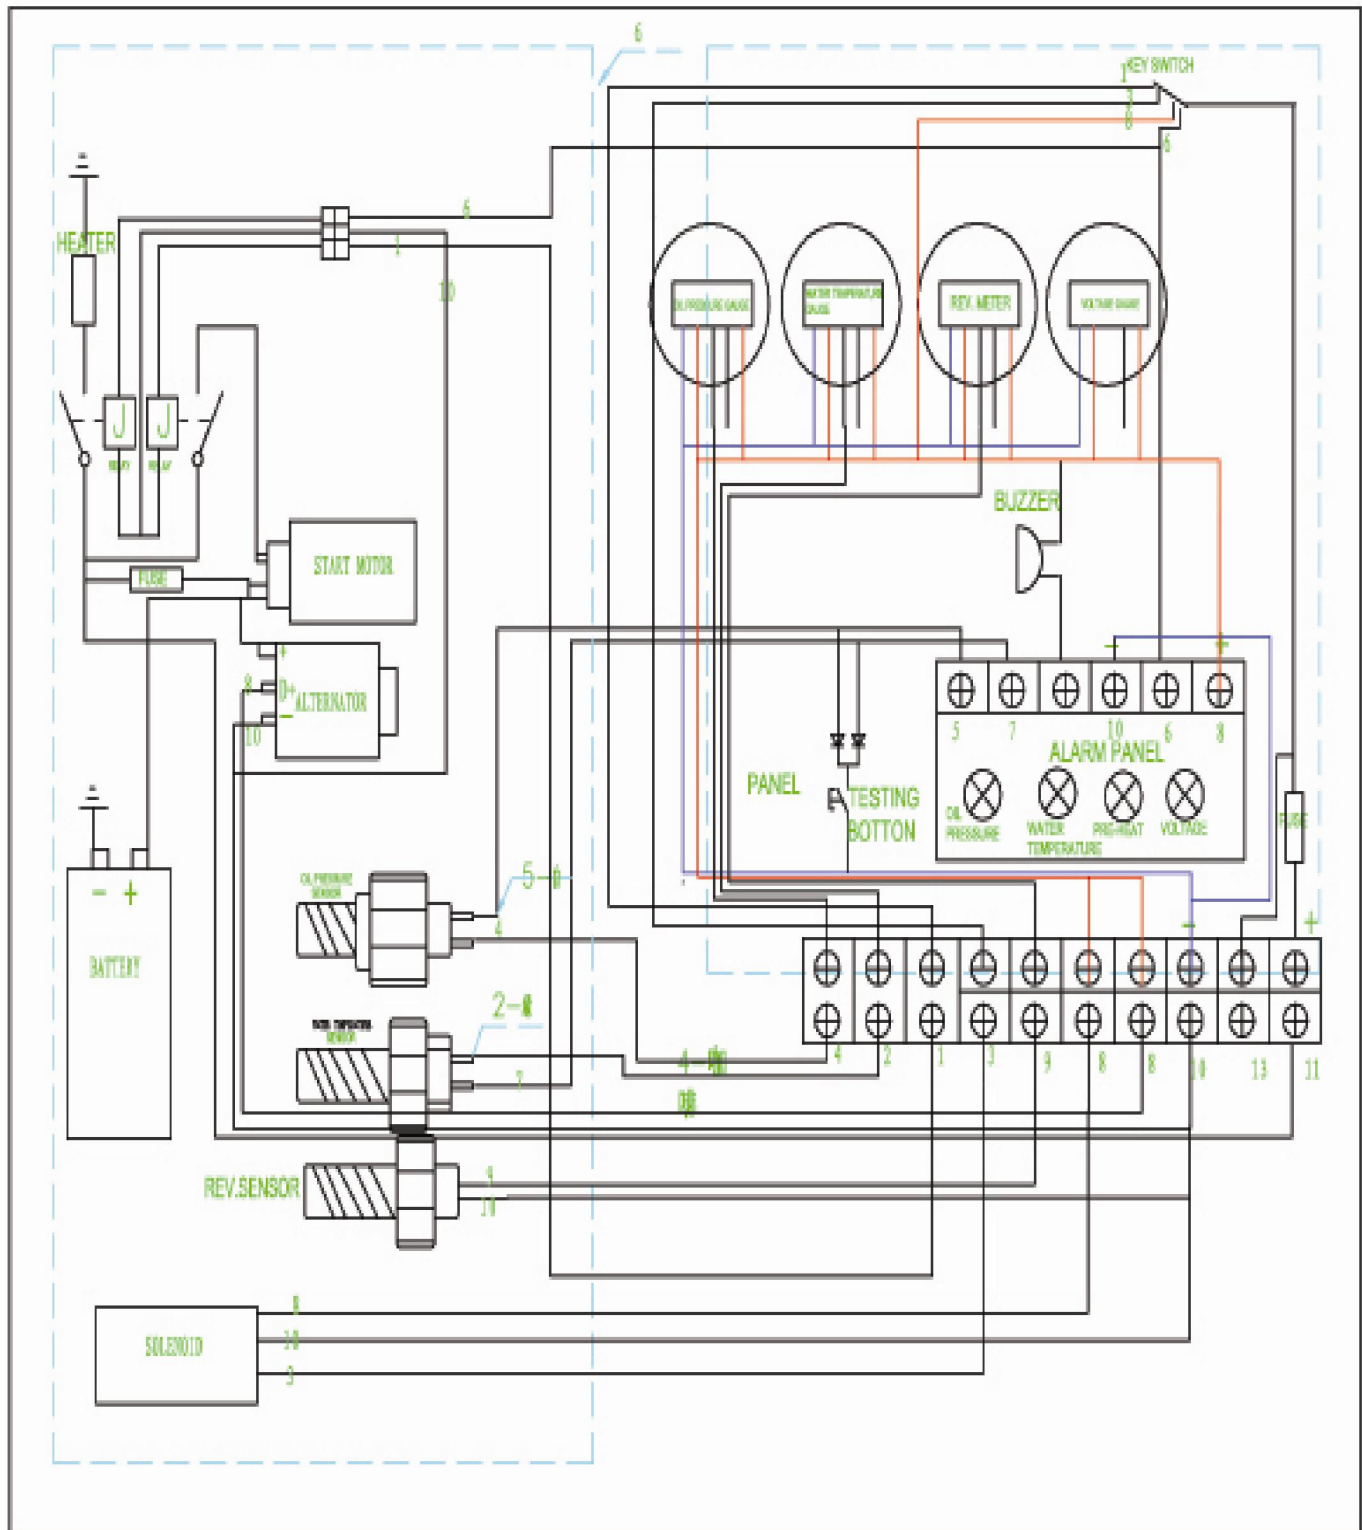 6
KEY SWITCH
1
3
8
6
HEATER
6
1
10
OIL PRESSURE GAUGE
WATER TEMPERATURE
GAUGE
REV. METER
VOLTAGE GAUGE
J
J
RELAY
RELAY
BUZZER
START MOTOR
FUSE
- +
+
8
D+
ALTERNATOR
-
10
5
7
10
6
8
ALARM PANEL
PANEL
TESTING
BOTTON
OIL
PRESSURE
WATER
TEMPERATURE
PRE-HEAT
VOLTAGE
FUSE
- +
BATTERY
OIL PRESSURE
SENSOR
5-
4
- +
2-
SENSOR
7
4-
4
2
1
3
9
8
8
10
13
11
REV.SENSOR
9
10
SOLENOID
8
10
3